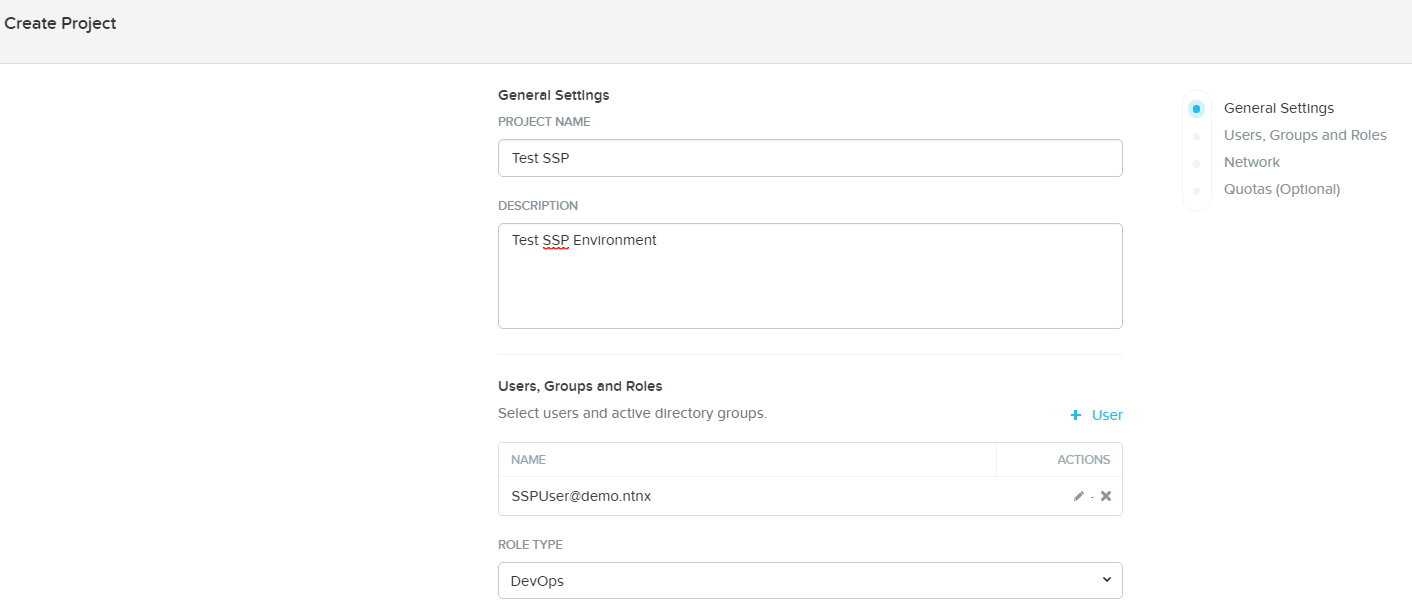 Create Project
General Settings
PROJECT NAME
Test SSP
DESCRIPTION
Test SSP Environment
Users, Groups and Roles
Select users and active directory groups.
+ User
NAME
ACTIONS
SSPUser@demo.ntnx
ROLE TYPE
DevOps
General Settings
Users, Groups and Roles
Network
Quotas (Optional)